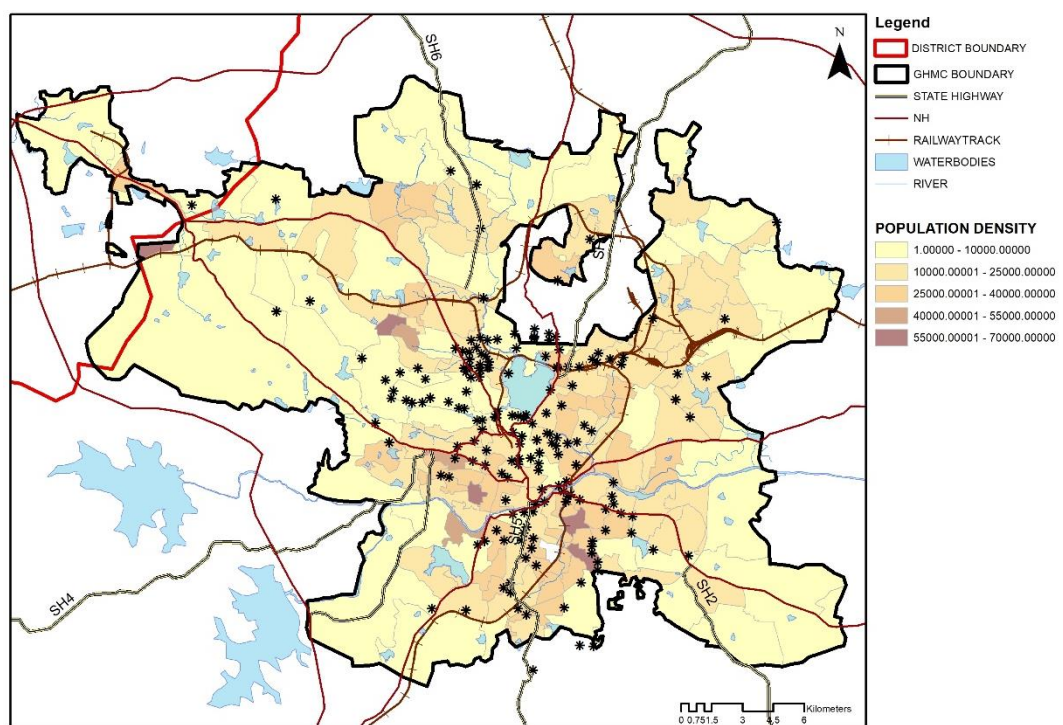 Legend
DISTRICT BOUNDARY
GHMC BOUNDARY
STATE HIGHWAY
NH
RAILWAYTRACK
WATERBODIES
RIVER
POPULATION DENSITY
1.00000 - 10000.00000
10000.00001 - 25000.00000
25000.00001 - 40000.00000
40000.00001 - 55000.00000
55000.00001 - 70000.00000
N
SH6
SH5
SH4
SH2
Kilometers
0 0.75 1.5 3 4.5 6